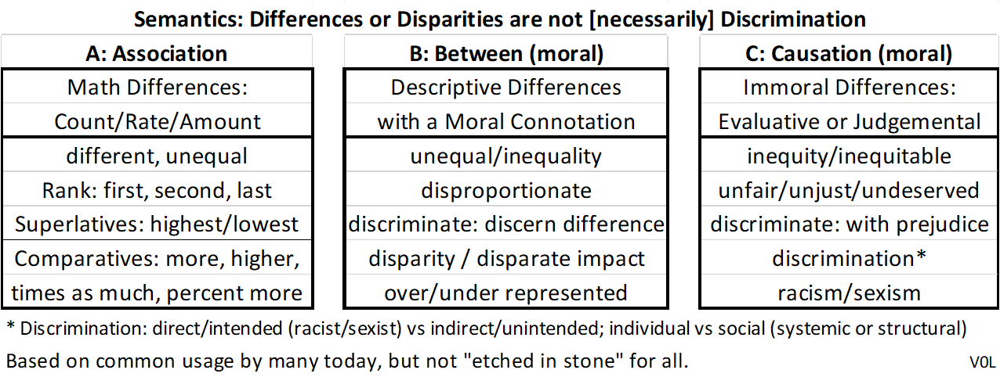 Semantics: Differences or Disparities are not [necessarily] Discrimination
A: Association
B: Between (moral)
C: Causation (moral)
Math Differences:
Descriptive Differences
Immoral Differences:
Count/Rate/Amount
with a Moral Connotation
Evaluative or Judgemental
different, unequal
unequal/inequality
inequity/inequitable
Rank: first, second, last
disproportionate
unfair/unjust/undeserved
Superlatives: highest/lowest
discriminate: discern difference
discriminate: with prejudice
Comparatives: more, higher,
disparity / disparate impact
discrimination*
times as much, percent more
over/under represented
racism/sexism
* Discrimination: direct/intended (racist/sexist) vs indirect/unintended; individual vs social (systemic or structural)
Based on common usage by many today, but not "etched in stone" for all.
V0L